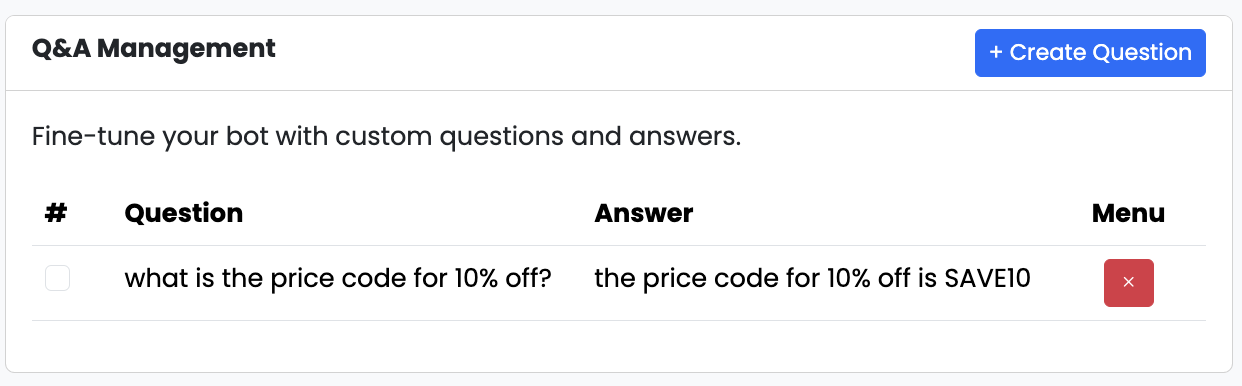 Q&A Management
+ Create Question
Fine-tune your bot with custom questions and answers.
# Question Answer Menu
what is the price code for 10% off? the price code for 10% off is SAVE10 ×